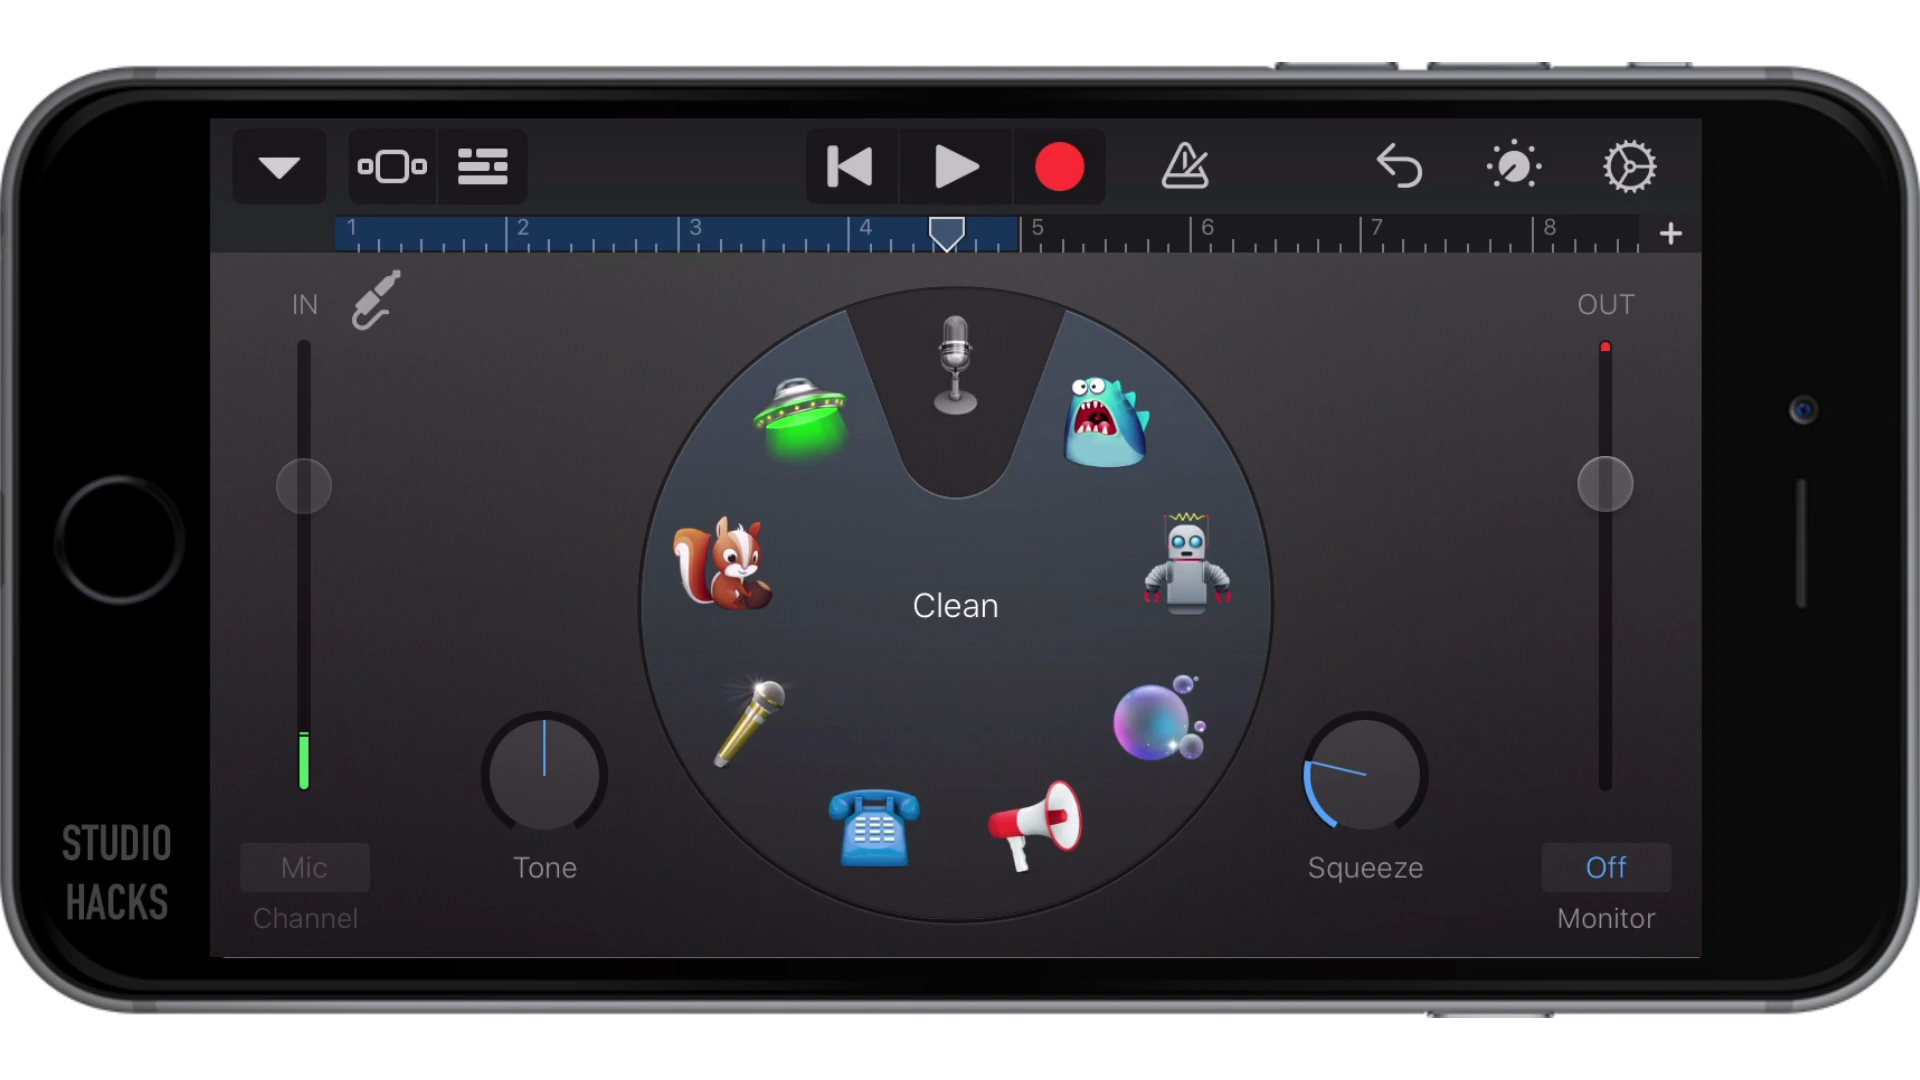 1 2 3 4 5 6 7 8 +
IN
OUT
Clean
Tone
Squeeze
Mic
Channel
Off
Monitor
STUDIO
HACKS